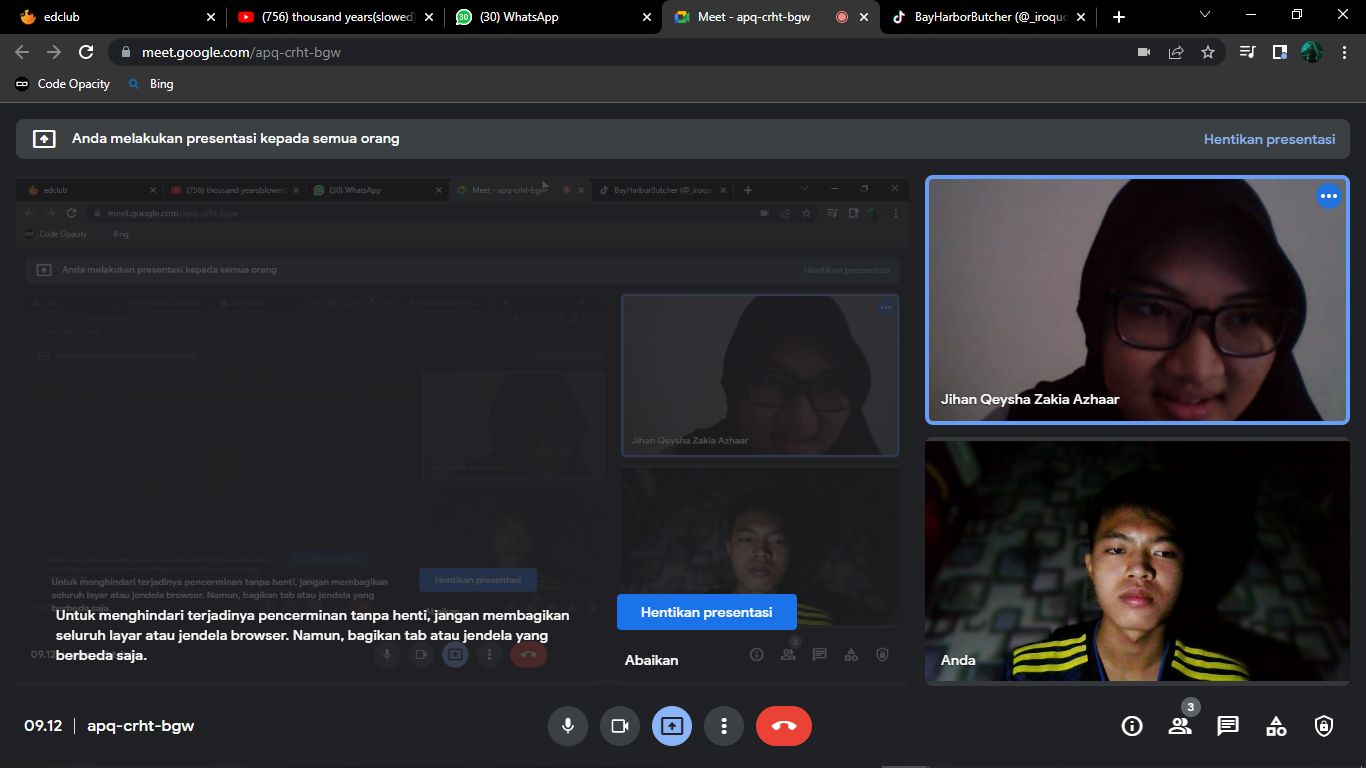 edclub
(756) thousand years(slowed)
(30) WhatsApp
Meet - apq-crht-bgw
BayHarborButcher (@_iroquo
meet.google.com/apq-crht-bgw
Code Opacity
Bing
Anda melakukan presentasi kepada semua orang
Hentikan presentasi
edclub
(756) thousand years(slowed)
(30) WhatsApp
Meet - apq-crht-bgw
BayHarborButcher (@_iroquo
meet.google.com/apq-crht-bgw
Code Opacity
Bing
Anda melakukan presentasi kepada semua orang
Hentikan presentasi
Jihan Qeysha Zakia Azhaar
Jihan Qeysha Zakia Azhaar
Untuk menghindari terjadinya pencerminan tanpa henti, jangan membagikan
seluruh layar atau jendela browser. Namun, bagikan tab atau jendela yang
berbeda saja.
Hentikan presentasi
Untuk menghindari terjadinya pencerminan tanpa henti, jangan membagikan
seluruh layar atau jendela browser. Namun, bagikan tab atau jendela yang
berbeda saja.
Hentikan presentasi
Abaikan
09.12
3
Anda
09.12
apq-crht-bgw
3